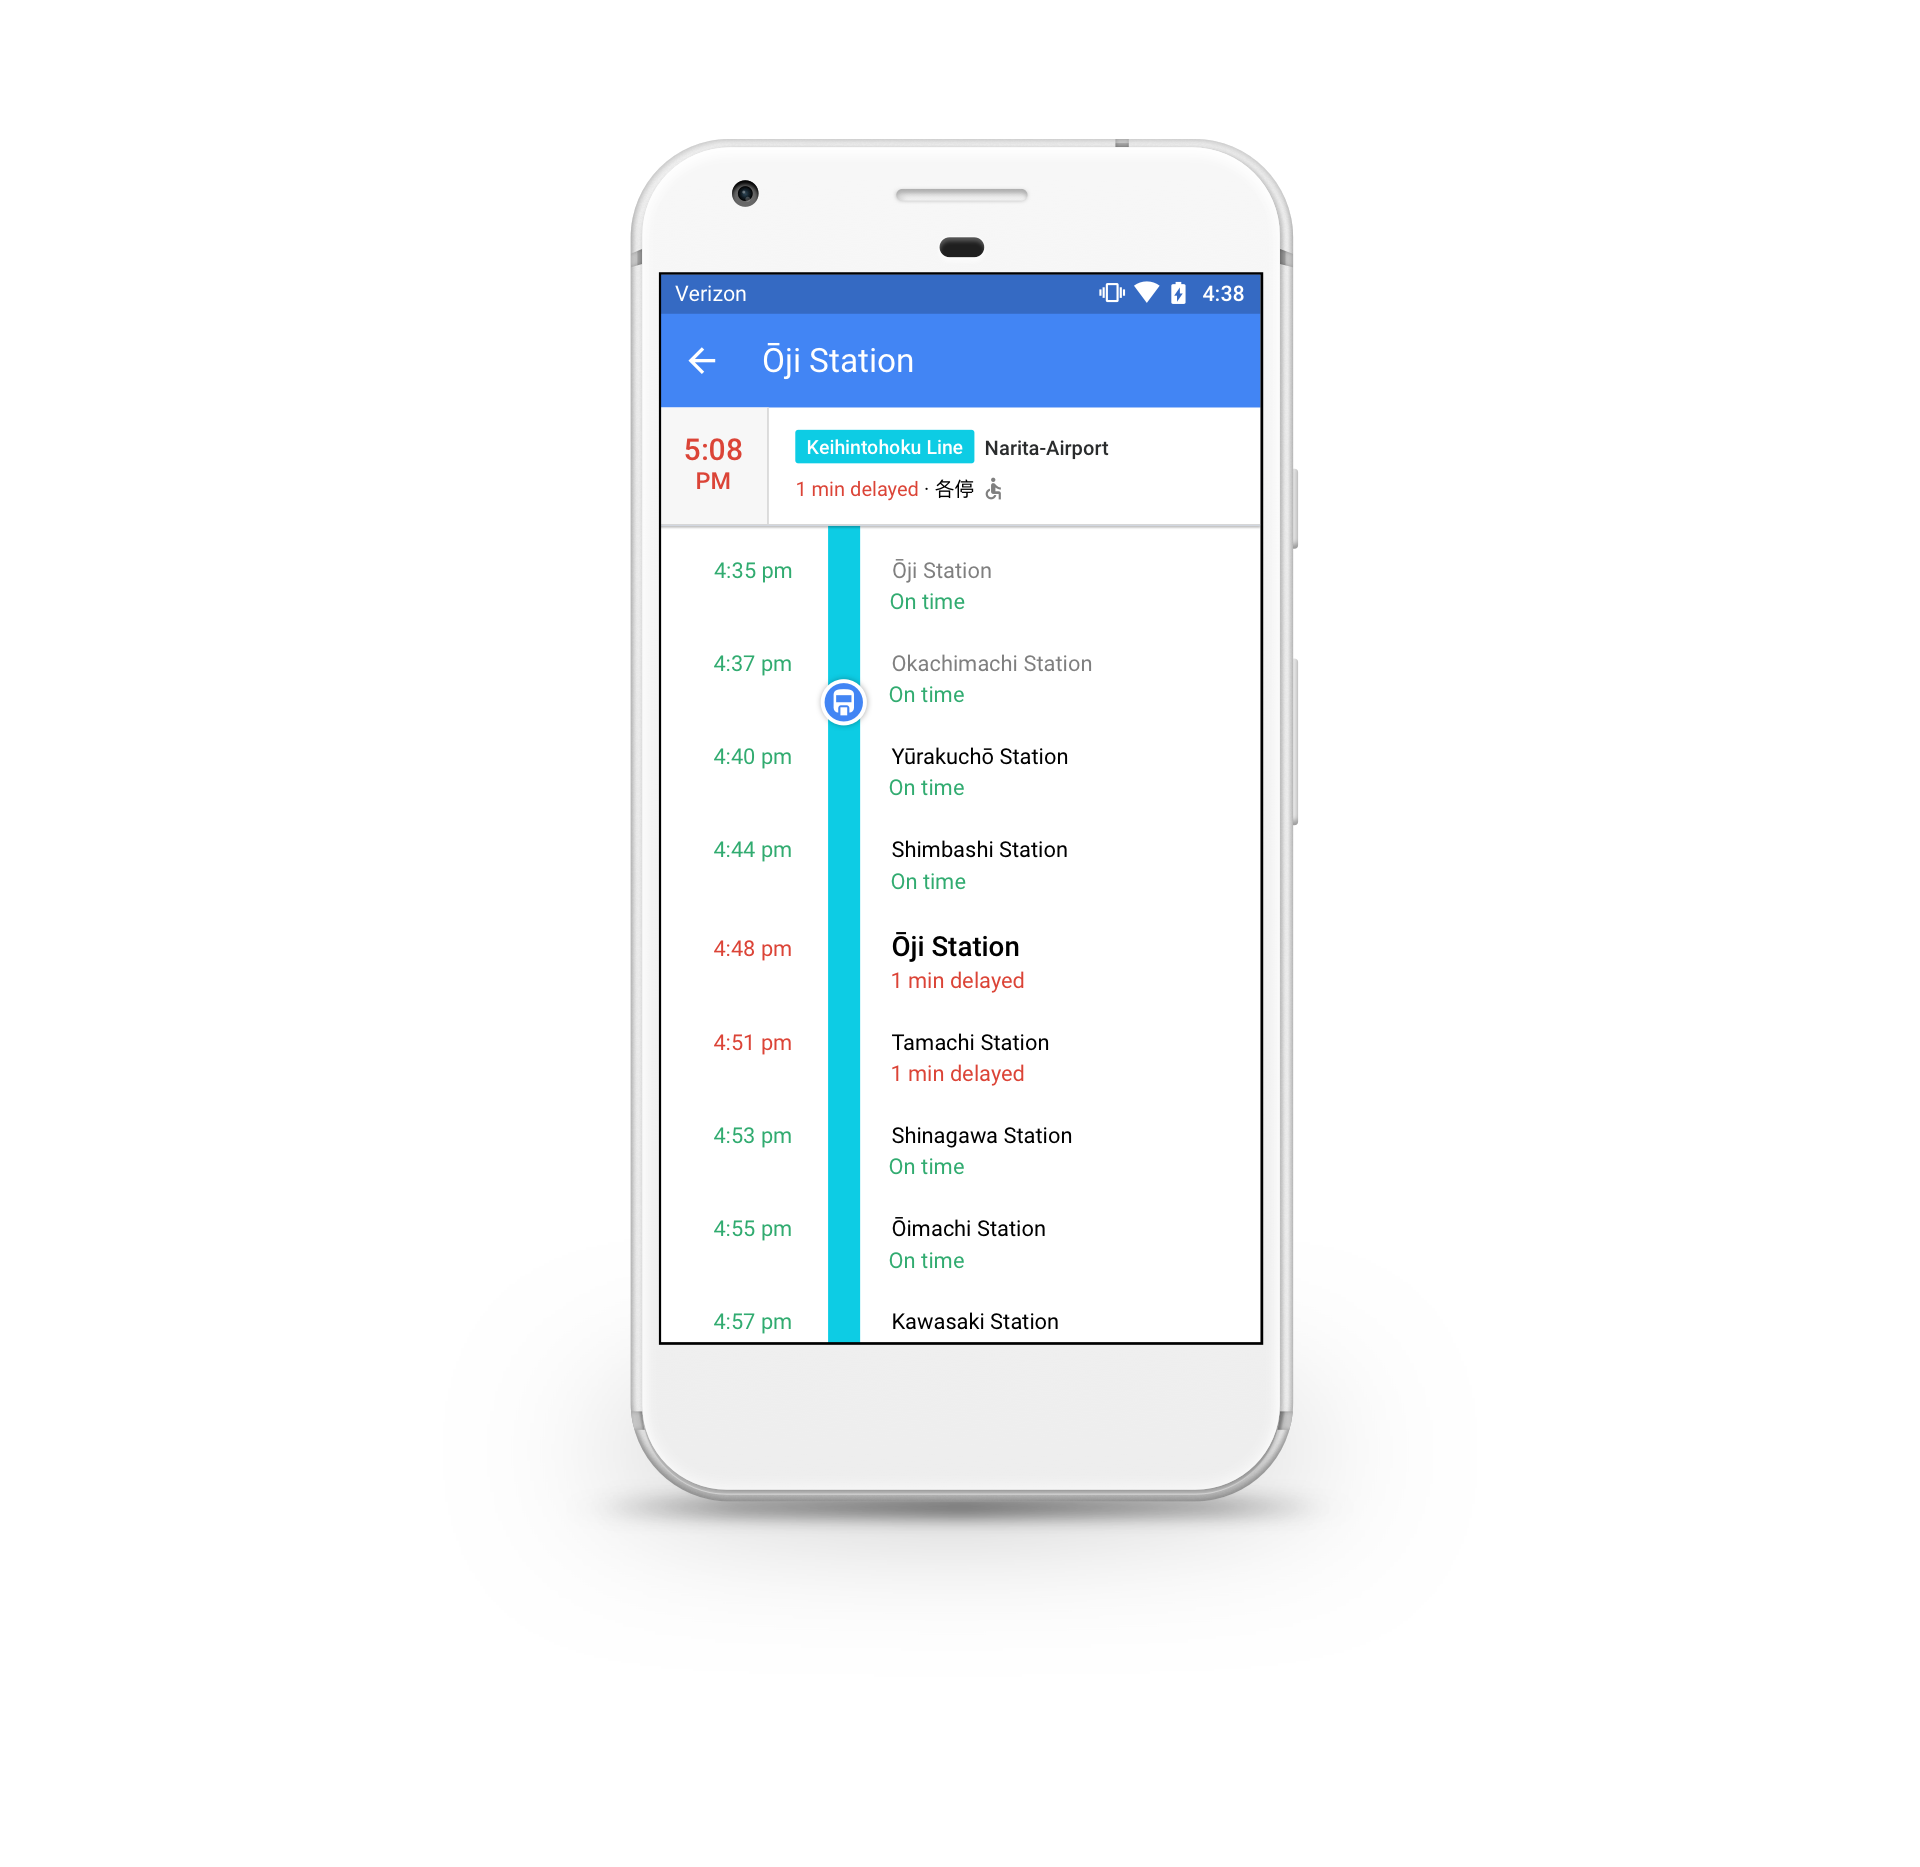 Verizon 4:38
Ōji Station
5:08
PM
Keihintohoku Line Narita-Airport
1 min delayed · 各停
4:35 pm Ōji Station
On time
4:37 pm Okachimachi Station
On time
4:40 pm Yūrakuchō Station
On time
4:44 pm Shimbashi Station
On time
4:48 pm Ōji Station
1 min delayed
4:51 pm Tamachi Station
1 min delayed
4:53 pm Shinagawa Station
On time
4:55 pm Ōimachi Station
On time
4:57 pm Kawasaki Station